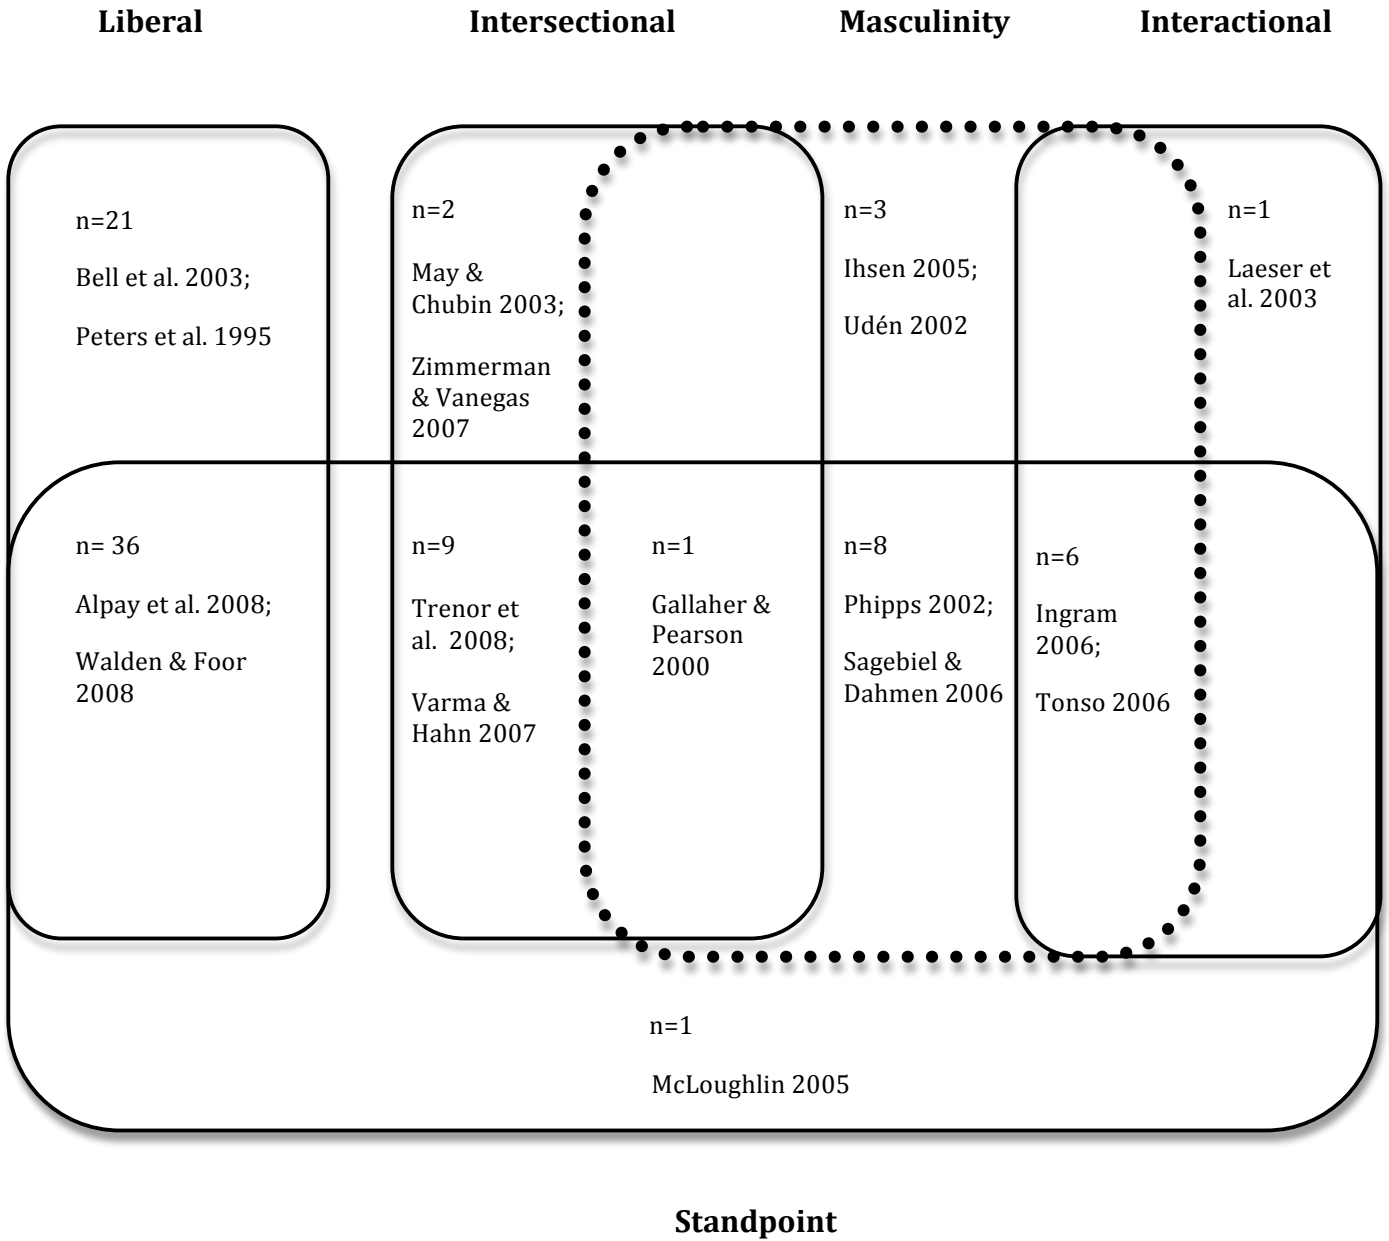 Liberal
Intersectional
Masculinity
Interactional
n=21
Bell et al. 2003;
Peters et al. 1995
n=2
May &
Chubin 2003;
Zimmerman
& Vanegas
2007
n=3
Ihsen 2005;
Udén 2002
n=1
Laeser et
al. 2003
n= 36
Alpay et al. 2008;
Walden & Foor
2008
n=9
Trenor et
al.  2008;
Varma &
Hahn 2007
n=1
Gallaher &
Pearson
2000
n=8
Phipps 2002;
Sagebiel &
Dahmen 2006
n=6
Ingram
2006;
Tonso 2006
n=1
McLoughlin 2005
Standpoint